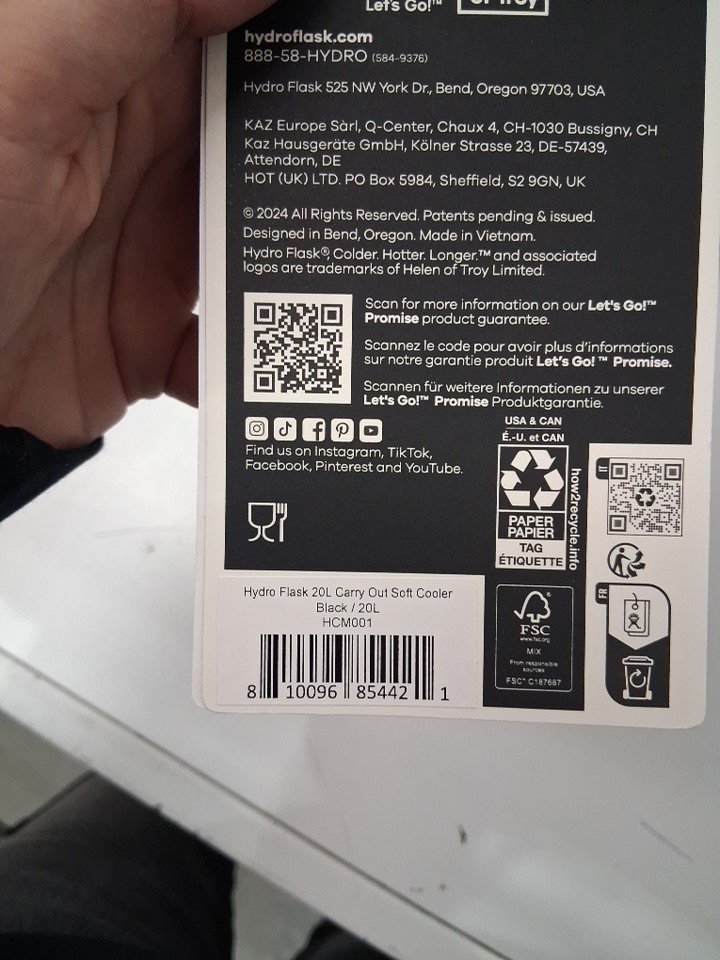 Let's Go!™
of Troy
hydroflask.com
888-58-HYDRO (584-9376)
Hydro Flask 525 NW York Dr., Bend, Oregon 97703, USA
KAZ Europe Sàrl, Q-Center, Chaux 4, CH-1030 Bussigny, CH
Kaz Hausgeräte GmbH, Kölner Strasse 23, DE-57439,
Attendorn, DE
HOT (UK) LTD. PO Box 5984, Sheffield, S2 9GN, UK
© 2024 All Rights Reserved. Patents pending & issued.
Designed in Bend, Oregon. Made in Vietnam.
Hydro Flask®, Colder. Hotter. Longer.™ and associated
logos are trademarks of Helen of Troy Limited.
Scan for more information on our Let's Go!™
Promise product guarantee.
Scannez le code pour avoir plus d'informations
sur notre garantie produit Let's Go! ™ Promise.
Scannen für weitere Informationen zu unserer
Let's Go!™ Promise Produktgarantie.
Find us on Instagram, TikTok,
Facebook, Pinterest and YouTube.
USA & CAN
É.-U. et CAN
PAPER
PAPIER
TAG
ÉTIQUETTE
how2recycle.info
IT
FR
FSC
www.fsc.org
MIX
From responsible
sources
FSC® C187687
Hydro Flask 20L Carry Out Soft Cooler
Black / 20L
HCM001
8 10096 85442 1